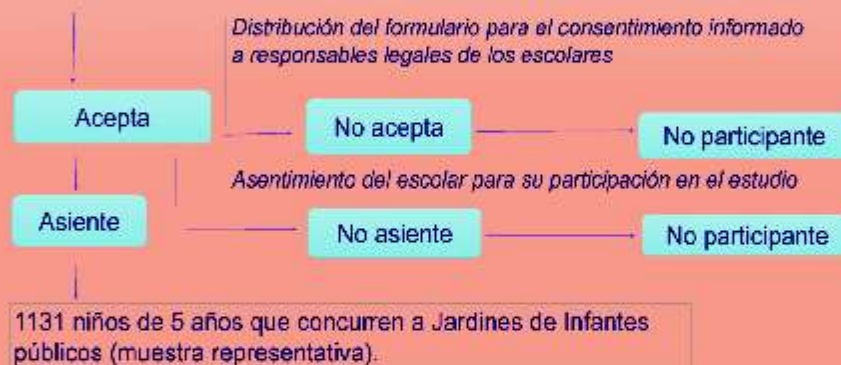 Distribución del formulario para el consentimiento informado
a responsables legales de los escolares
Acepta
No acepta
No participante
Asentimiento del escolar para su participación en el estudio
Asiente
No asiente
No participante
1131 niños de 5 años que concurren a Jardines de Infantes
públicos (muestra representativa).